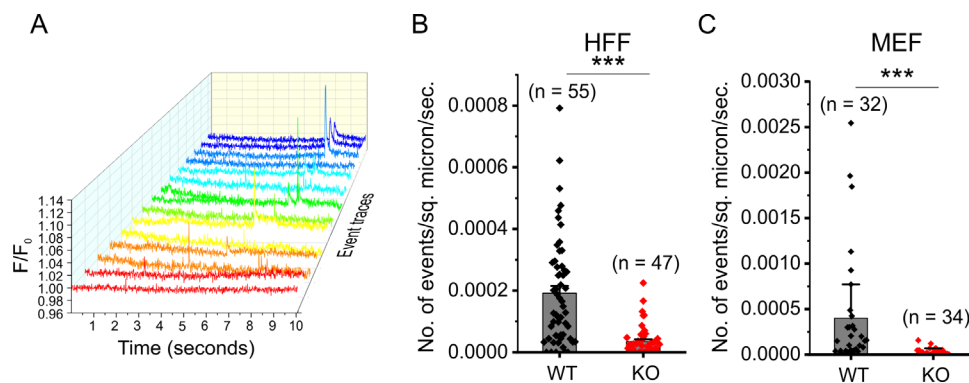 A
F/F0
1.14
1.12
1.10
1.08
1.06
1.04
1.02
1.00
0.98
0.96
1 2 3 4 5 6 7 8 9 10
Time (seconds)
Event traces
B
HFF
***
No. of events/sq. micron/sec.
0.0008
0.0006
0.0004
0.0002
0.0000
(n = 55)
(n = 47)
WT KO
C
MEF
***
No. of events/sq. micron/sec.
0.0030
0.0025
0.0020
0.0015
0.0010
0.0005
0.0000
(n = 32)
(n = 34)
WT KO